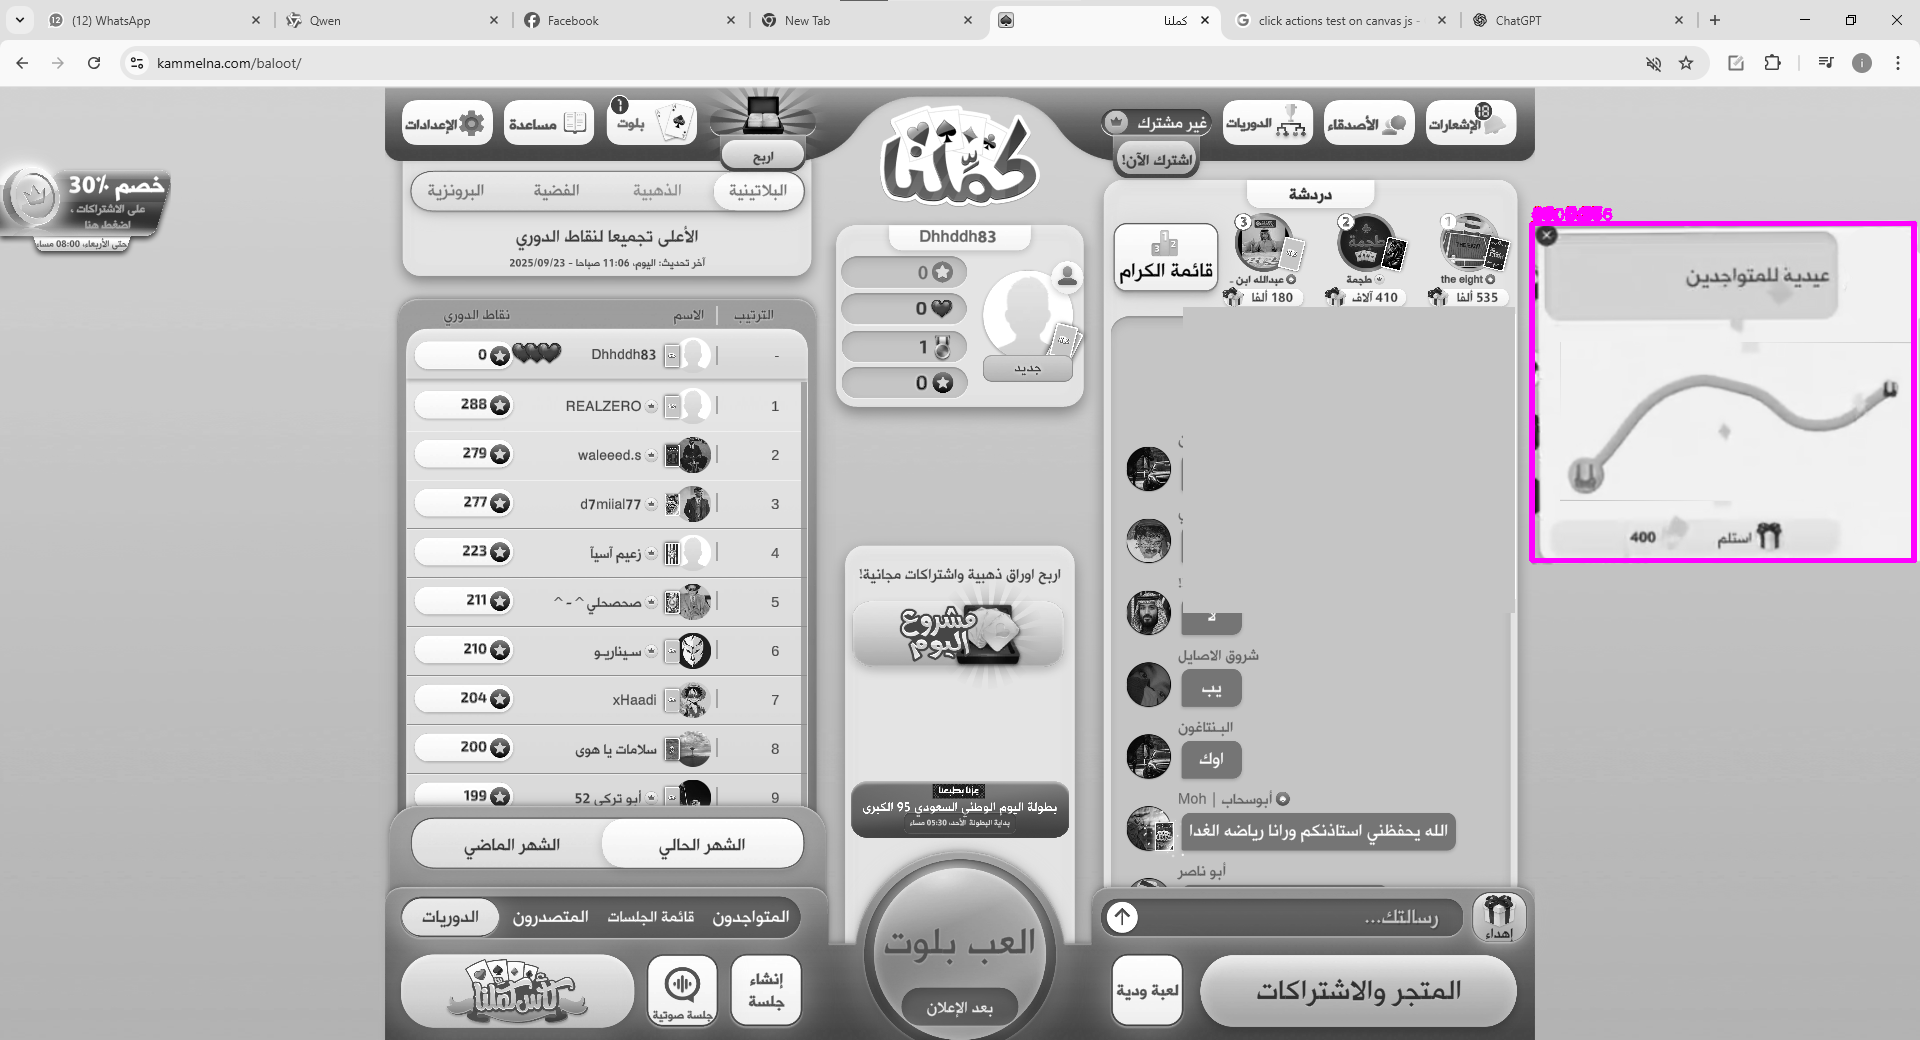 (12) WhatsApp
Qwen
Facebook
New Tab
كملنا
click actions test on canvas js -
ChatGPT
kammelna.com/baloot/
الإعدادات
مساعدة
بلوت
1
اربح
كملنا
غير مشترك
اشترك الآن!
الدوريات
الأصدقاء
الإشعارات
18
خصم 30%
على الاشتراكات ،
اضغط هنا
حتى الأربعاء، 08:00 مساء
البلاتينية
الذهبية
الفضية
البرونزية
الأعلى تجميعا لنقاط الدوري
آخر تحديث: اليوم، 11:06 صباحا - 2025/09/23
الترتيب
الاسم
نقاط الدوري
- Dhhddh83 0
1 REALZERO 288
2 waleeed.s 279
3 d7miial77 277
4 زعيم آسيآ 223
5 صحصحلي ^ - ^ 211
6 سيناريـو 210
7 xHaadi 204
8 سلامات يا هوى 200
9 أبو تركي 52 199
الشهر الحالي
الشهر الماضي
المتواجدون
قائمة الجلسات
المتصدرون
الدوريات
إنشاء
جلسة
جلسة صوتية
كأس كملنا
Dhhddh83
0
0
1
0
جديد
اربح اوراق ذهبية واشتراكات مجانية!
مشروع
اليوم
عزنا بطبعنا
بطولة اليوم الوطني السعودي 95 الكبرى
بداية البطولة الأحد، 05:30 مساء
العب بلوت
بعد الإعلان
دردشة
قائمة الكرام
1
2
3
the eight
535 ألفا
طجمة
410 آلاف
عبدالله ابن ..
180 ألفا
لا
شروق الاصايل
يب
البـنتاغون
اوك
أبوسحاب | Moh
الله يحفظني استاذنكم ورانا رياضه الغدا
أبو ناصر
رسالتك...
إهداء
لعبة ودية
المتجر والاشتراكات
عيدية للمتواجدين
استلم
400